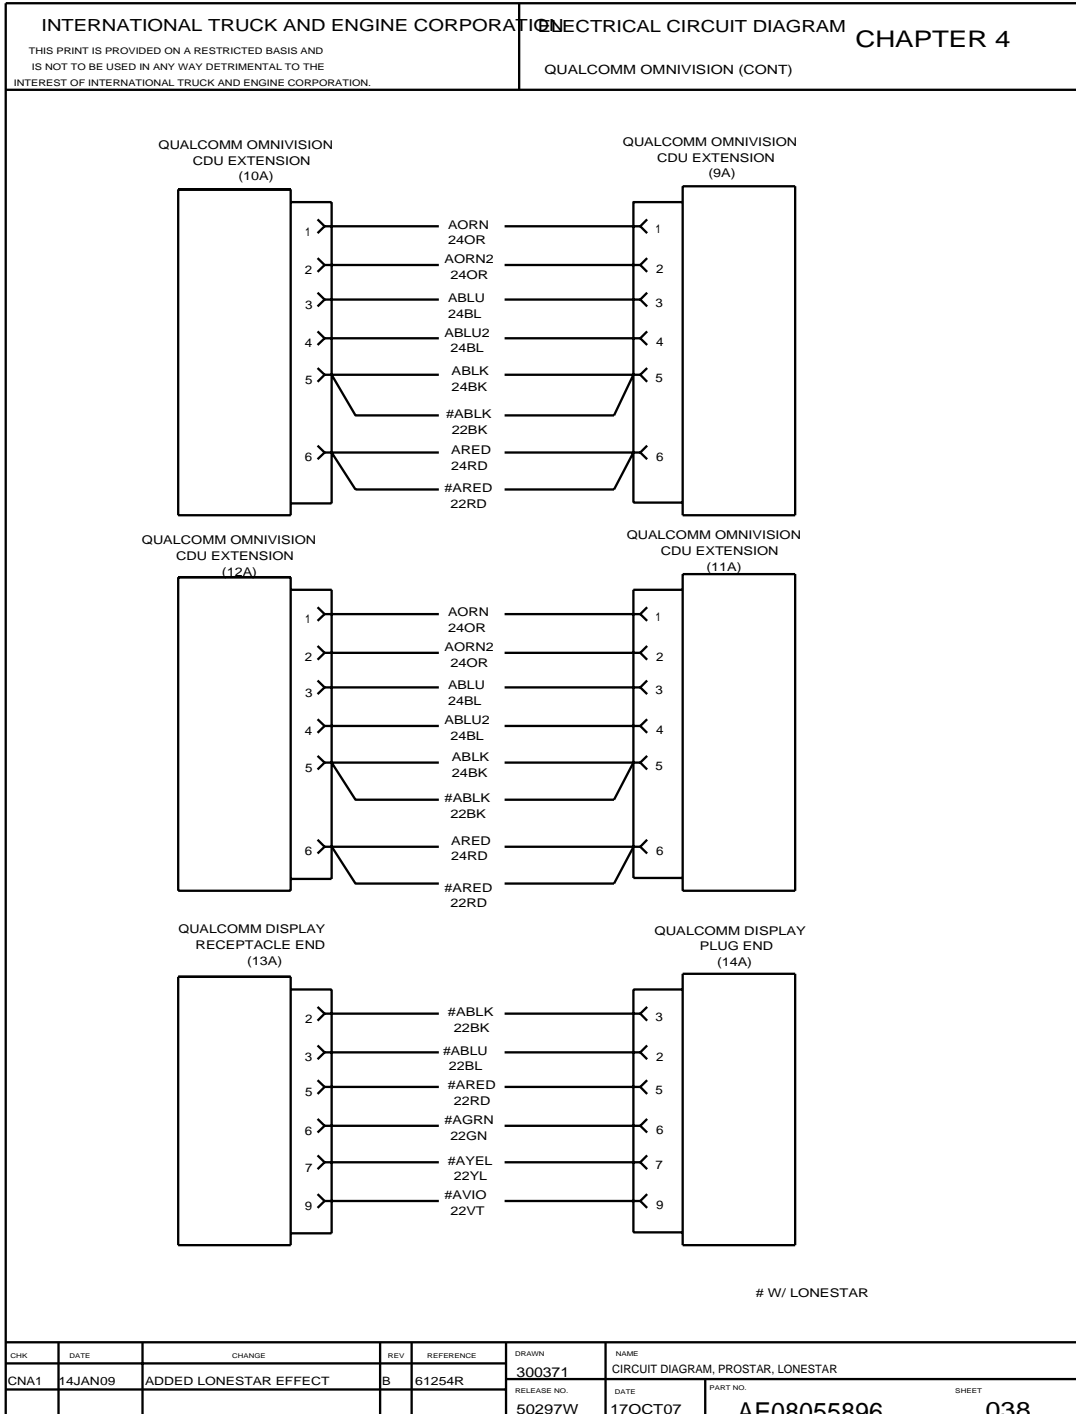 INTERNATIONAL TRUCK AND ENGINE CORPORATION
THIS PRINT IS PROVIDED ON A RESTRICTED BASIS AND
IS NOT TO BE USED IN ANY WAY DETRIMENTAL TO THE
INTEREST OF INTERNATIONAL TRUCK AND ENGINE CORPORATION.
ELECTRICAL CIRCUIT DIAGRAM
CHAPTER 4
QUALCOMM OMNIVISION (CONT)
QUALCOMM OMNIVISION
CDU EXTENSION
(10A)
QUALCOMM OMNIVISION
CDU EXTENSION
(9A)
1 AORN 1
24OR
2 AORN2 2
24OR
3 ABLU 3
24BL
4 ABLU2 4
24BL
5 ABLK 5
24BK
#ABLK
22BK
6 ARED 6
24RD
#ARED
22RD
QUALCOMM OMNIVISION
CDU EXTENSION
(12A)
QUALCOMM OMNIVISION
CDU EXTENSION
(11A)
1 AORN 1
24OR
2 AORN2 2
24OR
3 ABLU 3
24BL
4 ABLU2 4
24BL
5 ABLK 5
24BK
#ABLK
22BK
6 ARED 6
24RD
#ARED
22RD
QUALCOMM DISPLAY
RECEPTACLE END
(13A)
QUALCOMM DISPLAY
PLUG END
(14A)
2 #ABLK 3
22BK
3 #ABLU 2
22BL
5 #ARED 5
22RD
6 #AGRN 6
22GN
7 #AYEL 7
22YL
9 #AVIO 9
22VT
# W/ LONESTAR
CHK DATE CHANGE REV REFERENCE
CNA1 14JAN09 ADDED LONESTAR EFFECT B 61254R
DRAWN
300371
NAME
CIRCUIT DIAGRAM, PROSTAR, LONESTAR
RELEASE NO.
50297W
DATE
17OCT07
PART NO.
AE08055896
SHEET
038